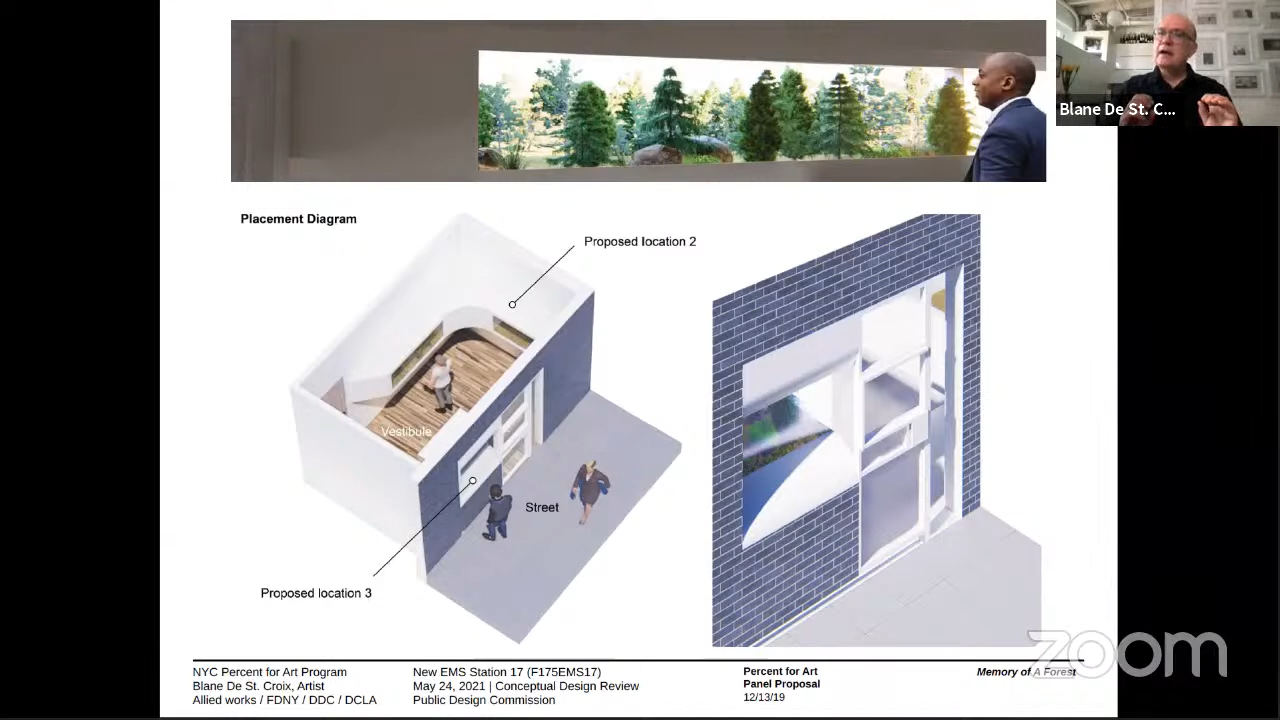 Blane De St. C...
Placement Diagram
Proposed location 2
Vestibule
Street
Proposed location 3
NYC Percent for Art Program
Blane De St. Croix, Artist
Allied works / FDNY / DDC / DCLA
New EMS Station 17 (F175EMS17)
May 24, 2021 | Conceptual Design Review
Public Design Commission
Percent for Art
Panel Proposal
12/13/19
Memory of A Forest
zoom